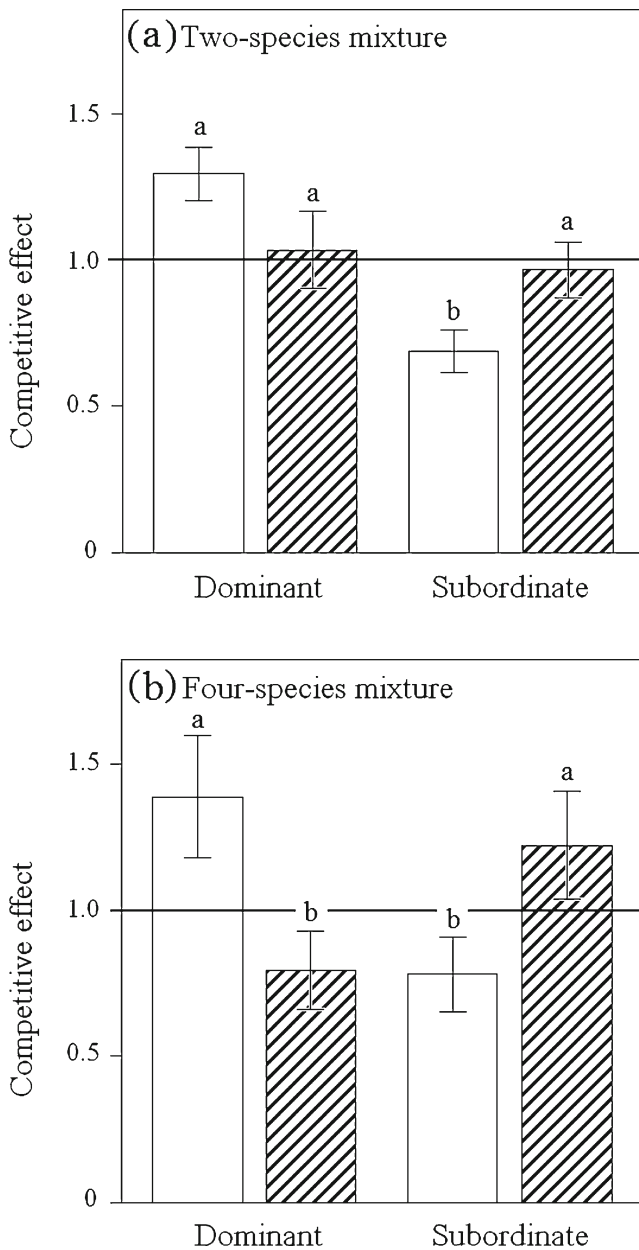 (a) Two-species mixture
1.5
a
a
a
Competitive effect
1.0
b
0.5
0
Dominant
Subordinate
(b) Four-species mixture
a
1.5
a
Competitive effect
1.0
b
b
0.5
0
Dominant
Subordinate